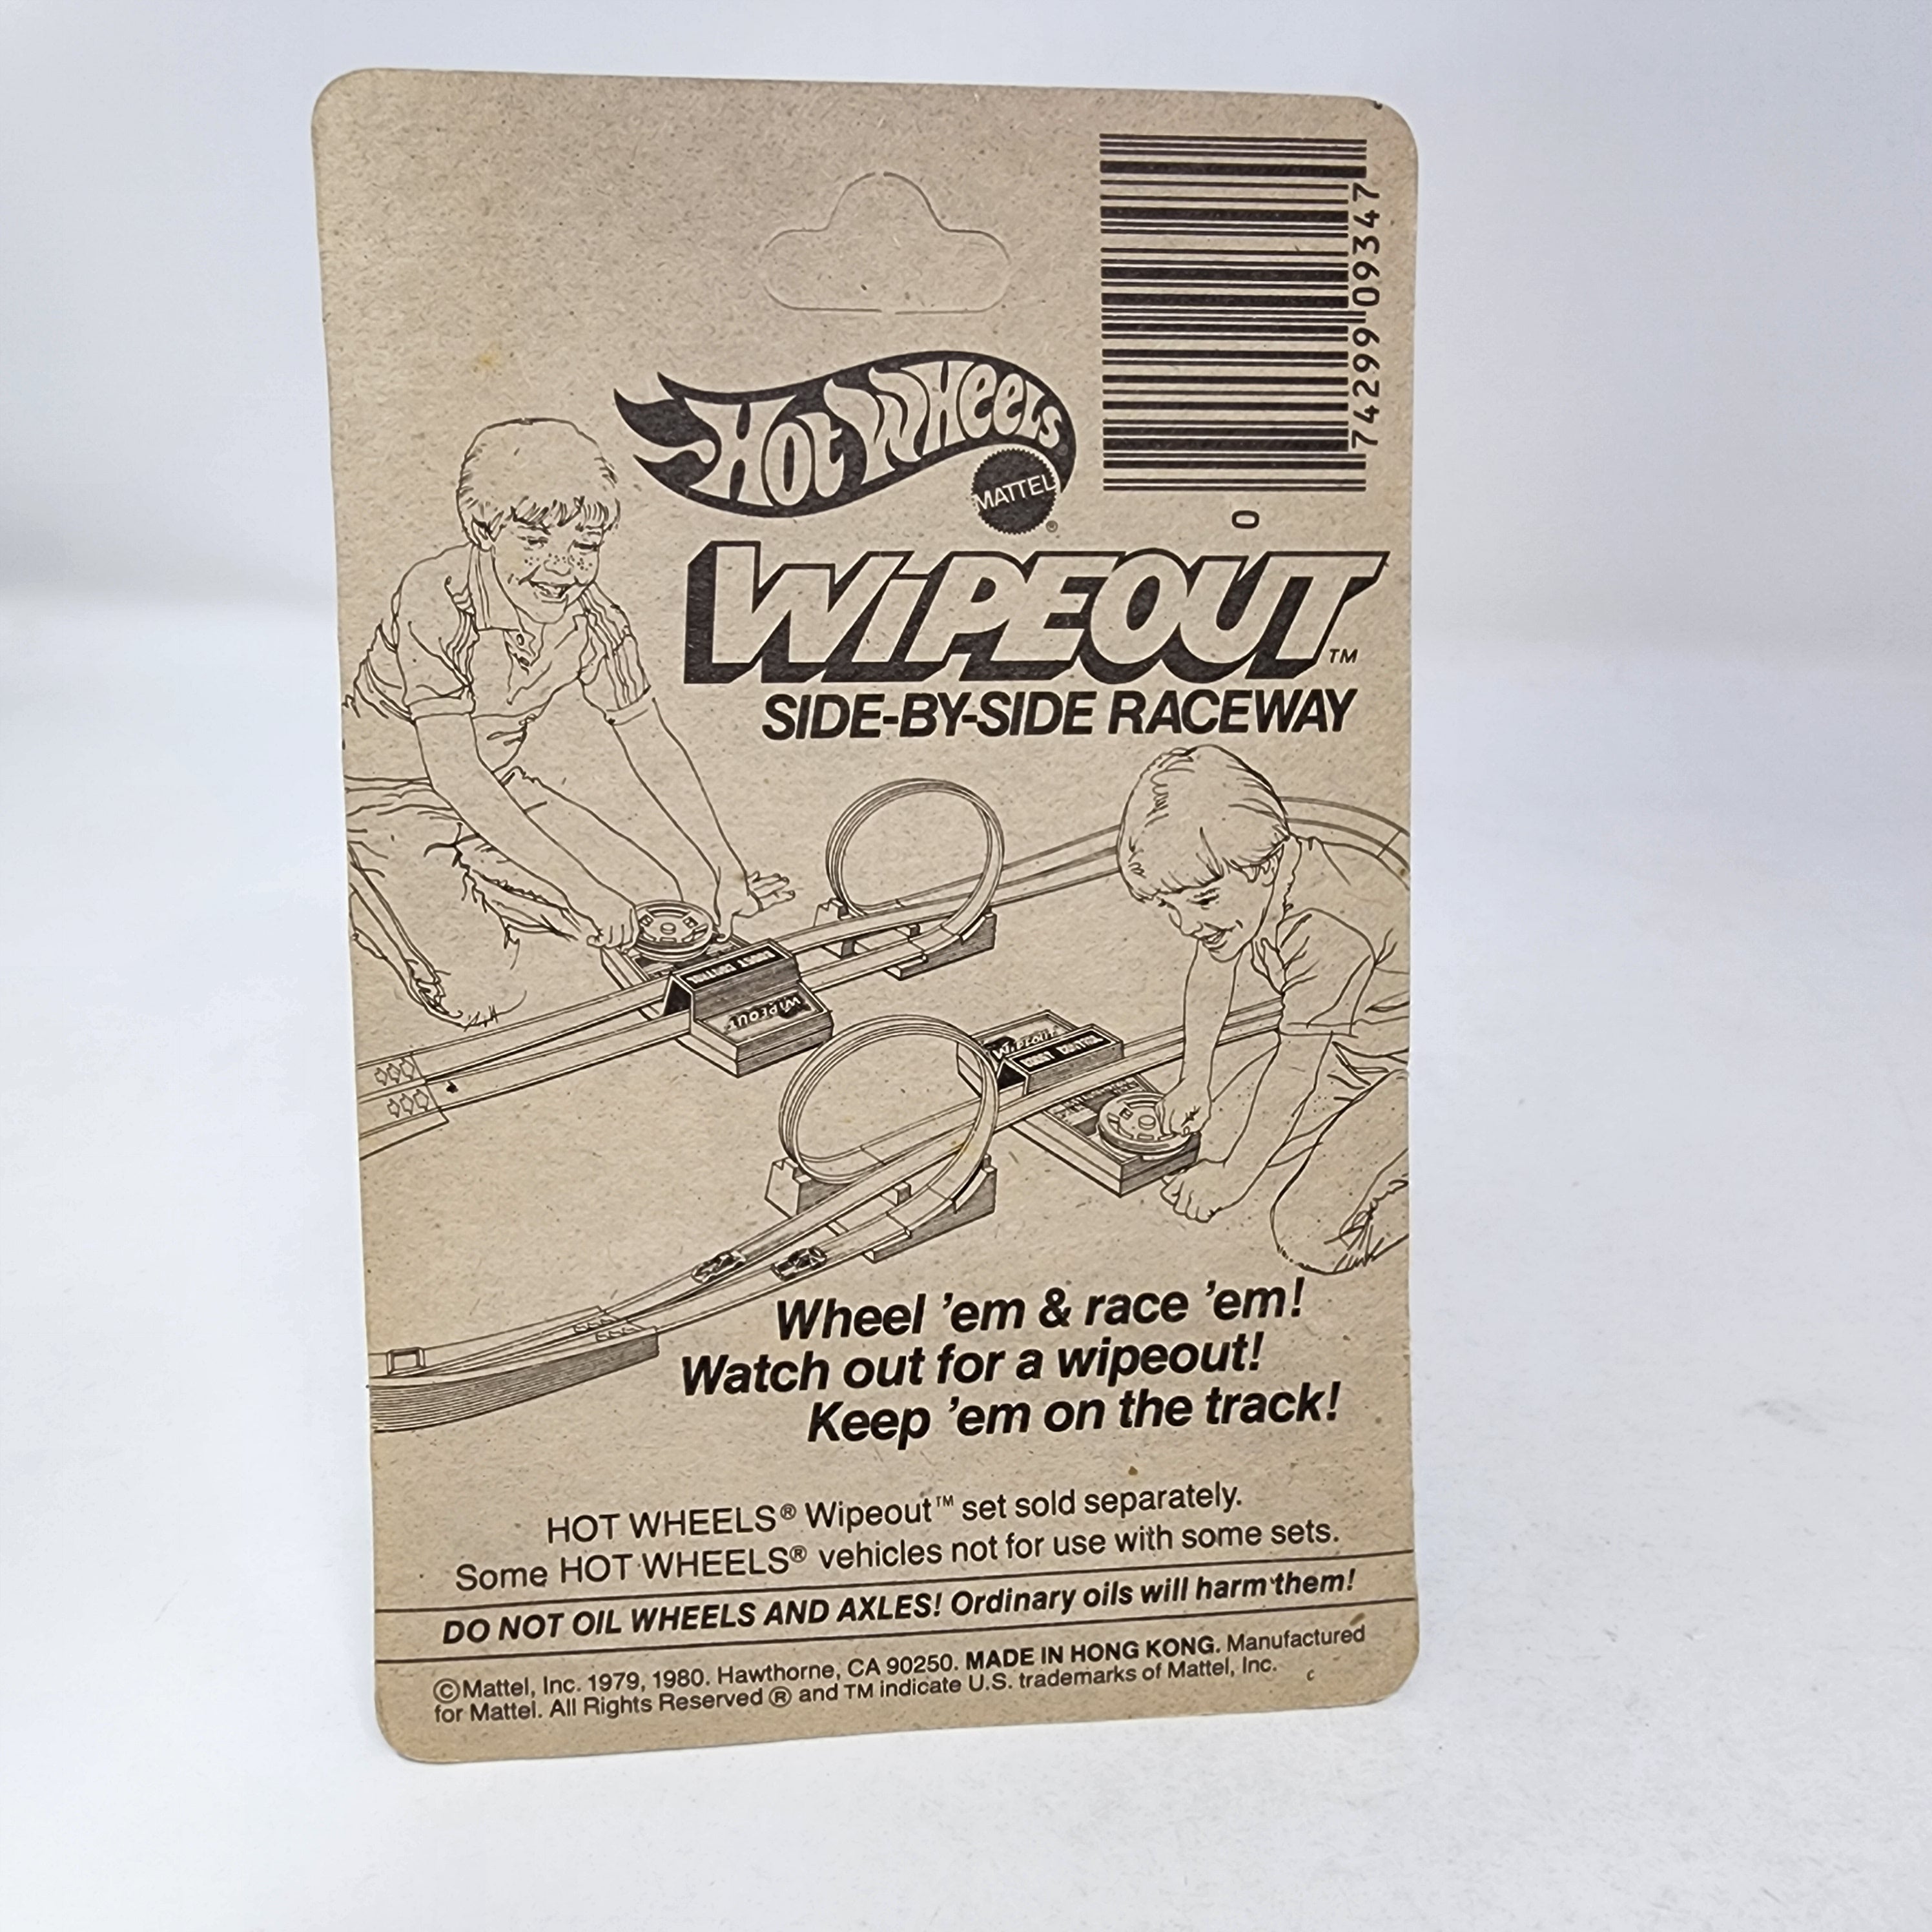 74299 09347
0
HOT WHEELS
MATTEL
®
WIPEOUT™
SIDE-BY-SIDE RACEWAY
WIPEOUT
WIPEOUT
Wheel 'em & race 'em!
Watch out for a wipeout!
Keep 'em on the track!
HOT WHEELS® Wipeout™ set sold separately.
Some HOT WHEELS® vehicles not for use with some sets.
DO NOT OIL WHEELS AND AXLES! Ordinary oils will harm them!
©Mattel, Inc. 1979, 1980. Hawthorne, CA 90250. MADE IN HONG KONG. Manufactured
for Mattel. All Rights Reserved ® and TM indicate U.S. trademarks of Mattel, Inc.